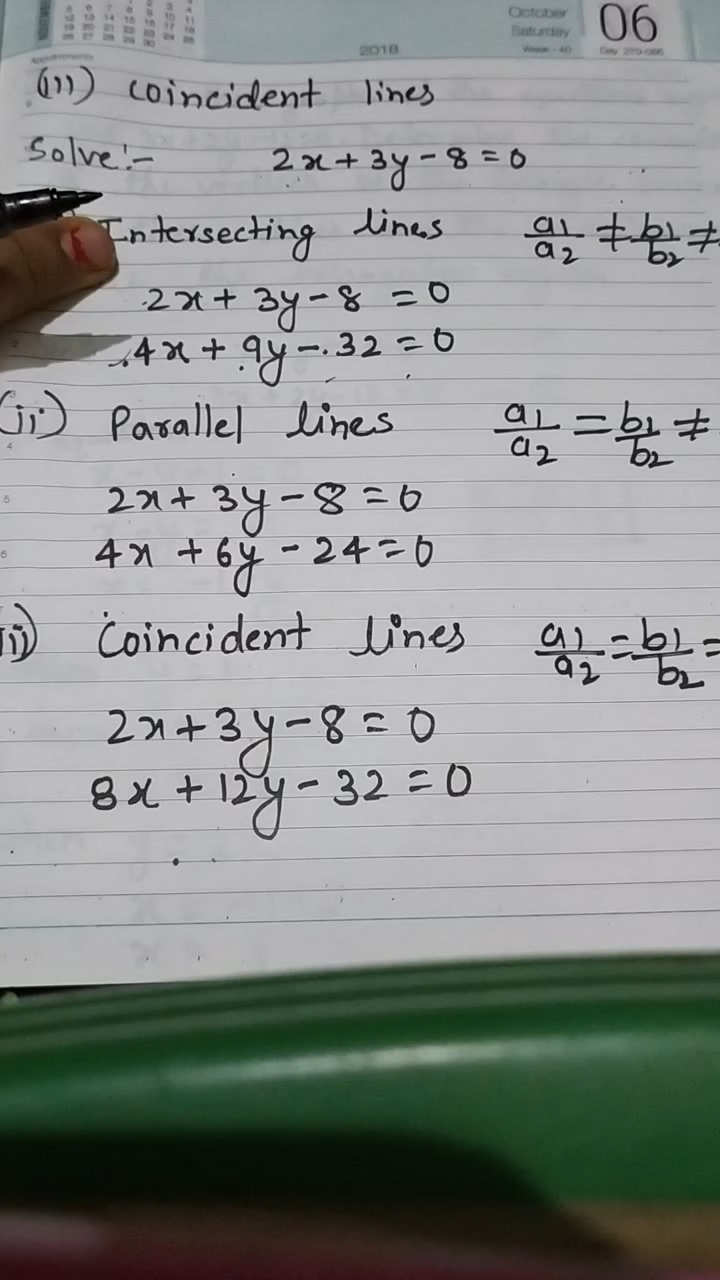 October
06
Saturday
2018
(ii) coincident lines
Solve:- 2x + 3y - 8 = 0
Intersecting lines a1/a2 ≠ b1/b2 ≠
2x + 3y - 8 = 0
4x + 9y - 32 = 0
(ii) Parallel lines a1/a2 = b1/b2 ≠
2x + 3y - 8 = 0
4x + 6y - 24 = 0
ii) Coincident lines a1/a2 = b1/b2 =
2x + 3y - 8 = 0
8x + 12y - 32 = 0